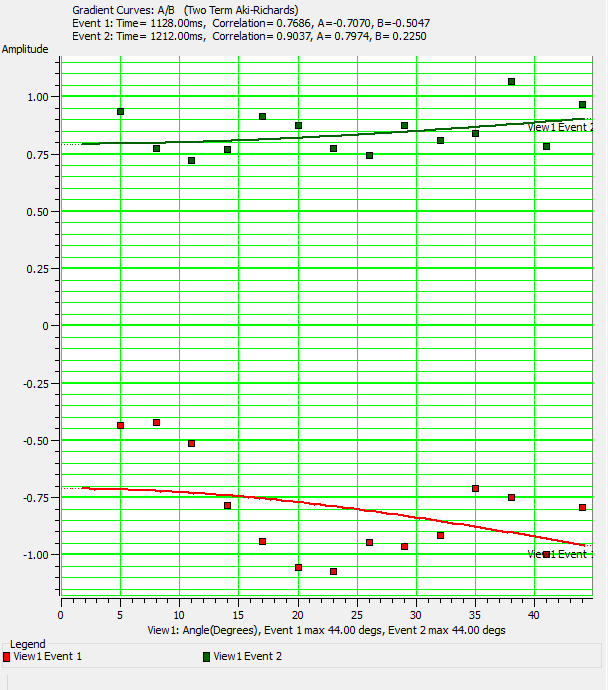 Gradient Curves: A/B (Two Term Aki-Richards)
Event 1: Time= 1128.00ms, Correlation= 0.7686, A=-0.7070, B=-0.5047
Event 2: Time= 1212.00ms, Correlation= 0.9037, A= 0.7974, B= 0.2250
Amplitude
1.00
View1 Event 2
0.75
0.50
0.25
0
-0.25
-0.50
-0.75
-1.00
View1 Event 1
0 5 10 15 20 25 30 35 40
View1: Angle(Degrees), Event 1 max 44.00 degs, Event 2 max 44.00 degs
Legend
View1 Event 1 View1 Event 2